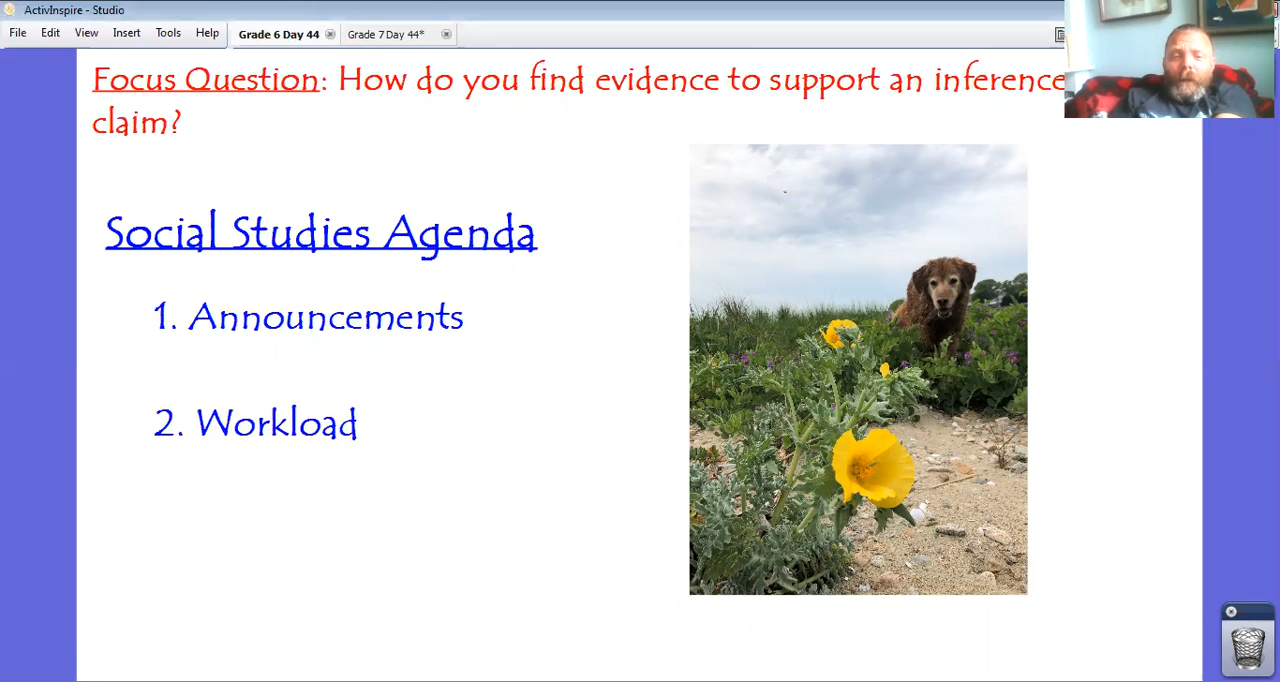 ActivInspire - Studio
File Edit View Insert Tools Help
Grade 6 Day 44 Grade 7 Day 44*
Focus Question: How do you find evidence to support an inference
claim?
Social Studies Agenda
1. Announcements
2. Workload